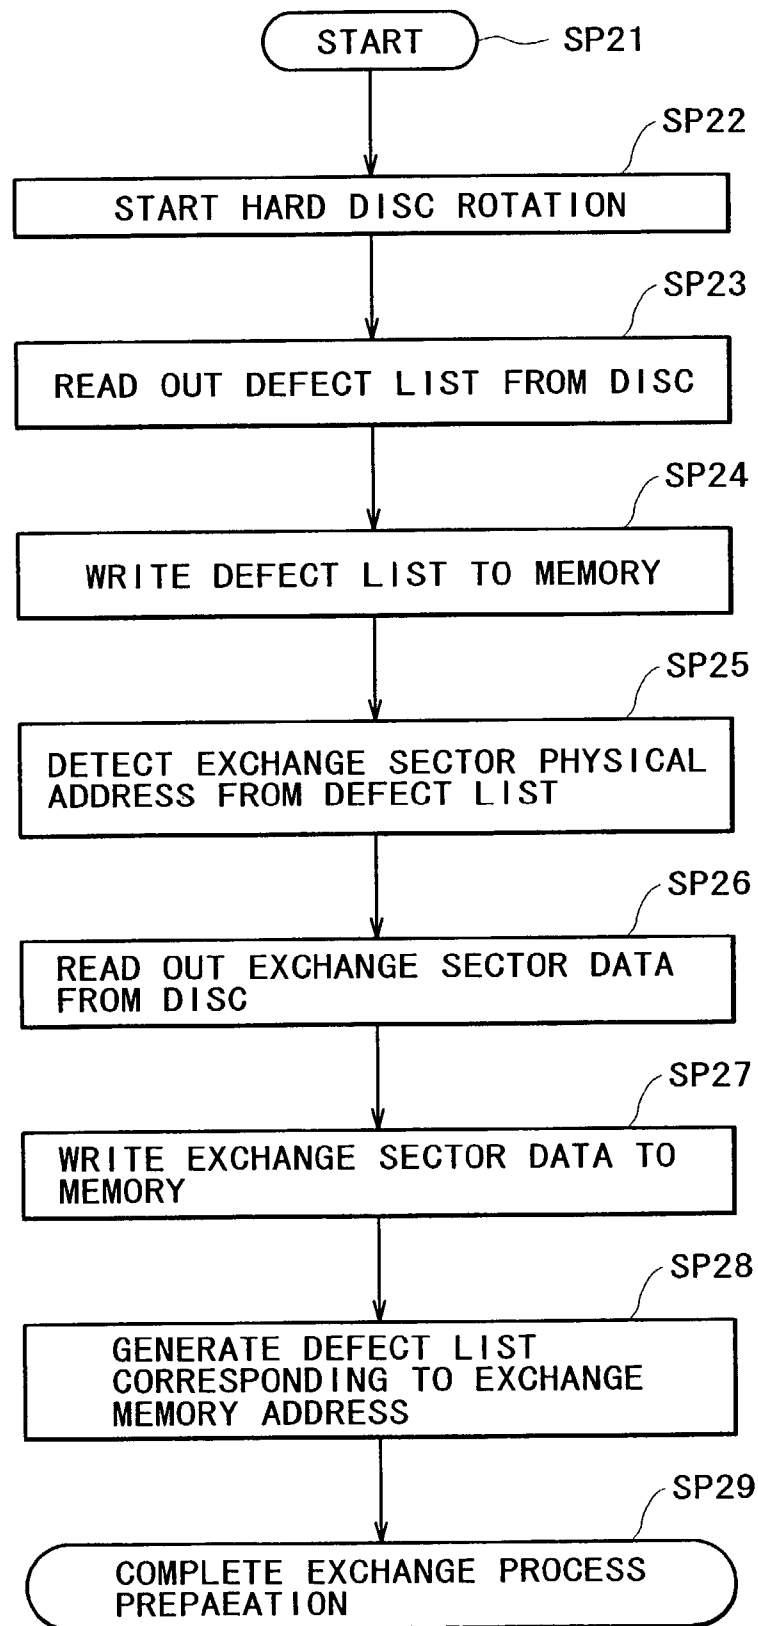 START
SP21
SP22
START HARD DISC ROTATION
SP23
READ OUT DEFECT LIST FROM DISC
SP24
WRITE DEFECT LIST TO MEMORY
SP25
DETECT EXCHANGE SECTOR PHYSICAL
ADDRESS FROM DEFECT LIST
SP26
READ OUT EXCHANGE SECTOR DATA
FROM DISC
SP27
WRITE EXCHANGE SECTOR DATA TO
MEMORY
SP28
GENERATE DEFECT LIST
CORRESPONDING TO EXCHANGE
MEMORY ADDRESS
SP29
COMPLETE EXCHANGE PROCESS
PREPAEATION